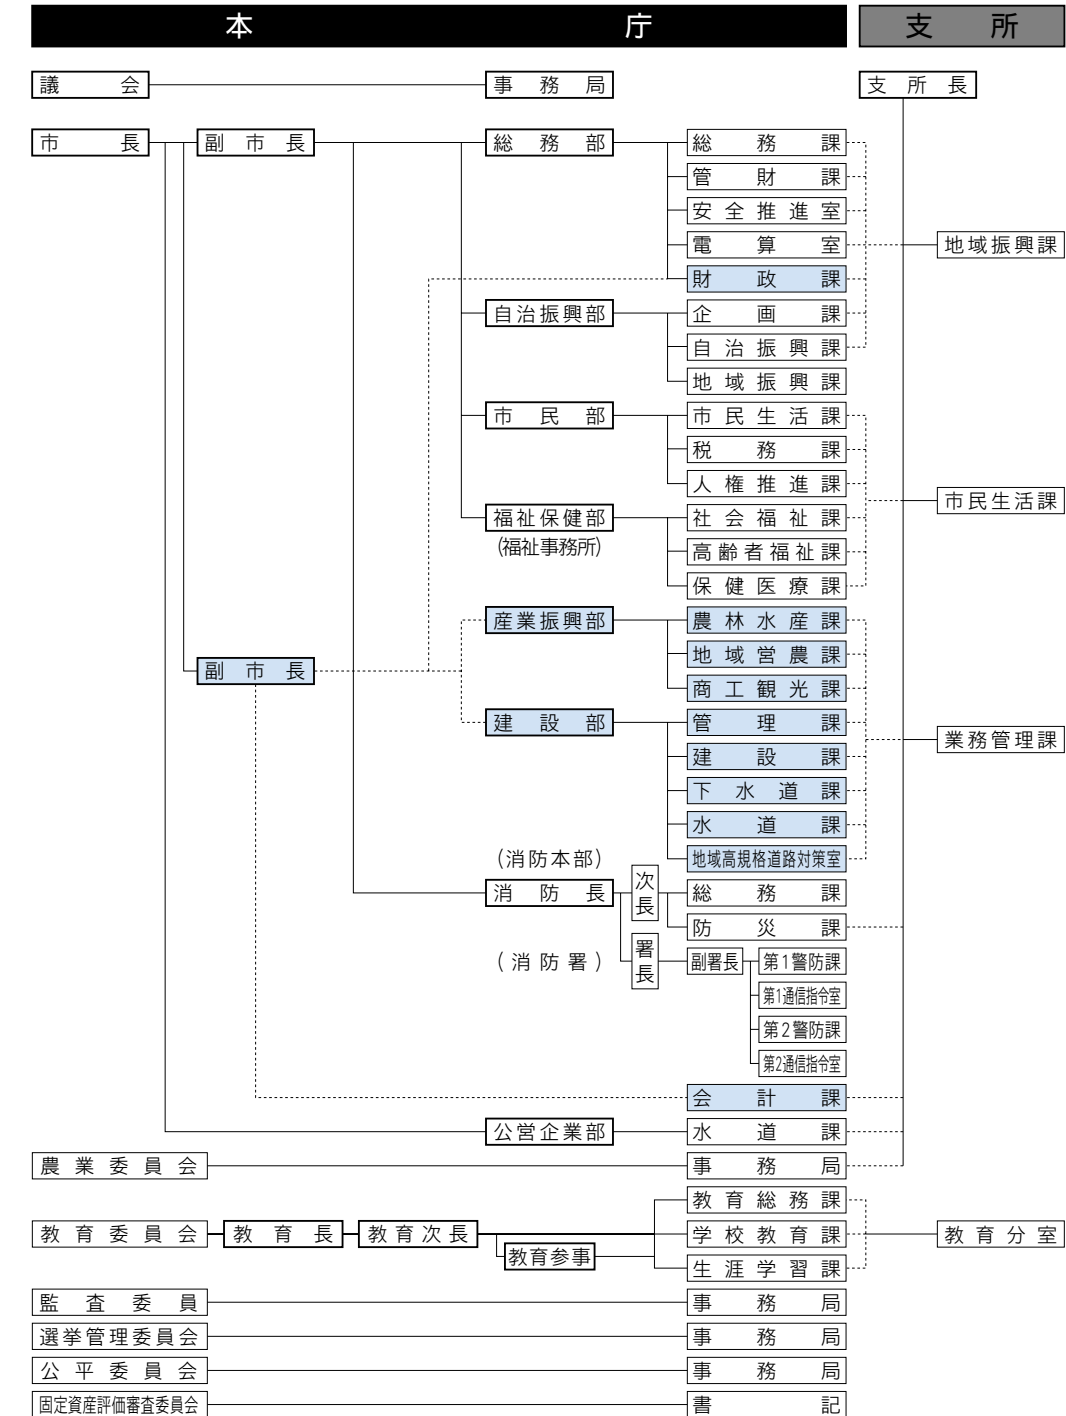 本庁 支所
議会 事務局 支所長
市長 副市長 総務部 総務課
管財課
安全推進室
電算室 地域振興課
財政課
自治振興部 企画課
自治振興課
地域振興課
市民部 市民生活課
税務課
人権推進課
市民生活課
福祉保健部 社会福祉課
(福祉事務所) 高齢者福祉課
保健医療課
産業振興部 農林水産課
地域営農課
副市長
商工観光課
建設部 管理課
業務管理課
建設課
下水道課
水道課
(消防本部) 地域高規格道路対策室
消防長 次長 総務課
防災課
(消防署) 署長 副署長 第1警防課
第1通信指令室
第2警防課
第2通信指令室
会計課
公営企業部 水道課
農業委員会 事務局
教育総務課
教育委員会 教育長 教育次長 学校教育課 教育分室
教育参事 生涯学習課
監査委員 事務局
選挙管理委員会 事務局
公平委員会 事務局
固定資産評価審査委員会 書記